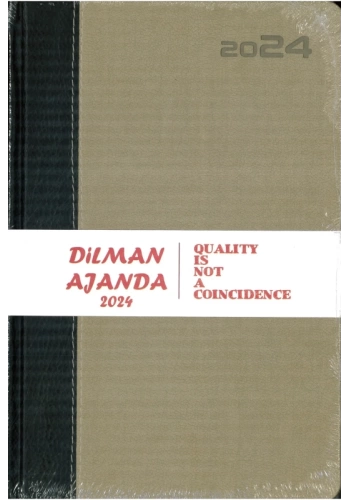 2024
DiLMAN
AJANDA
2024
QUALITY
IS
NOT
A
COINCIDENCE